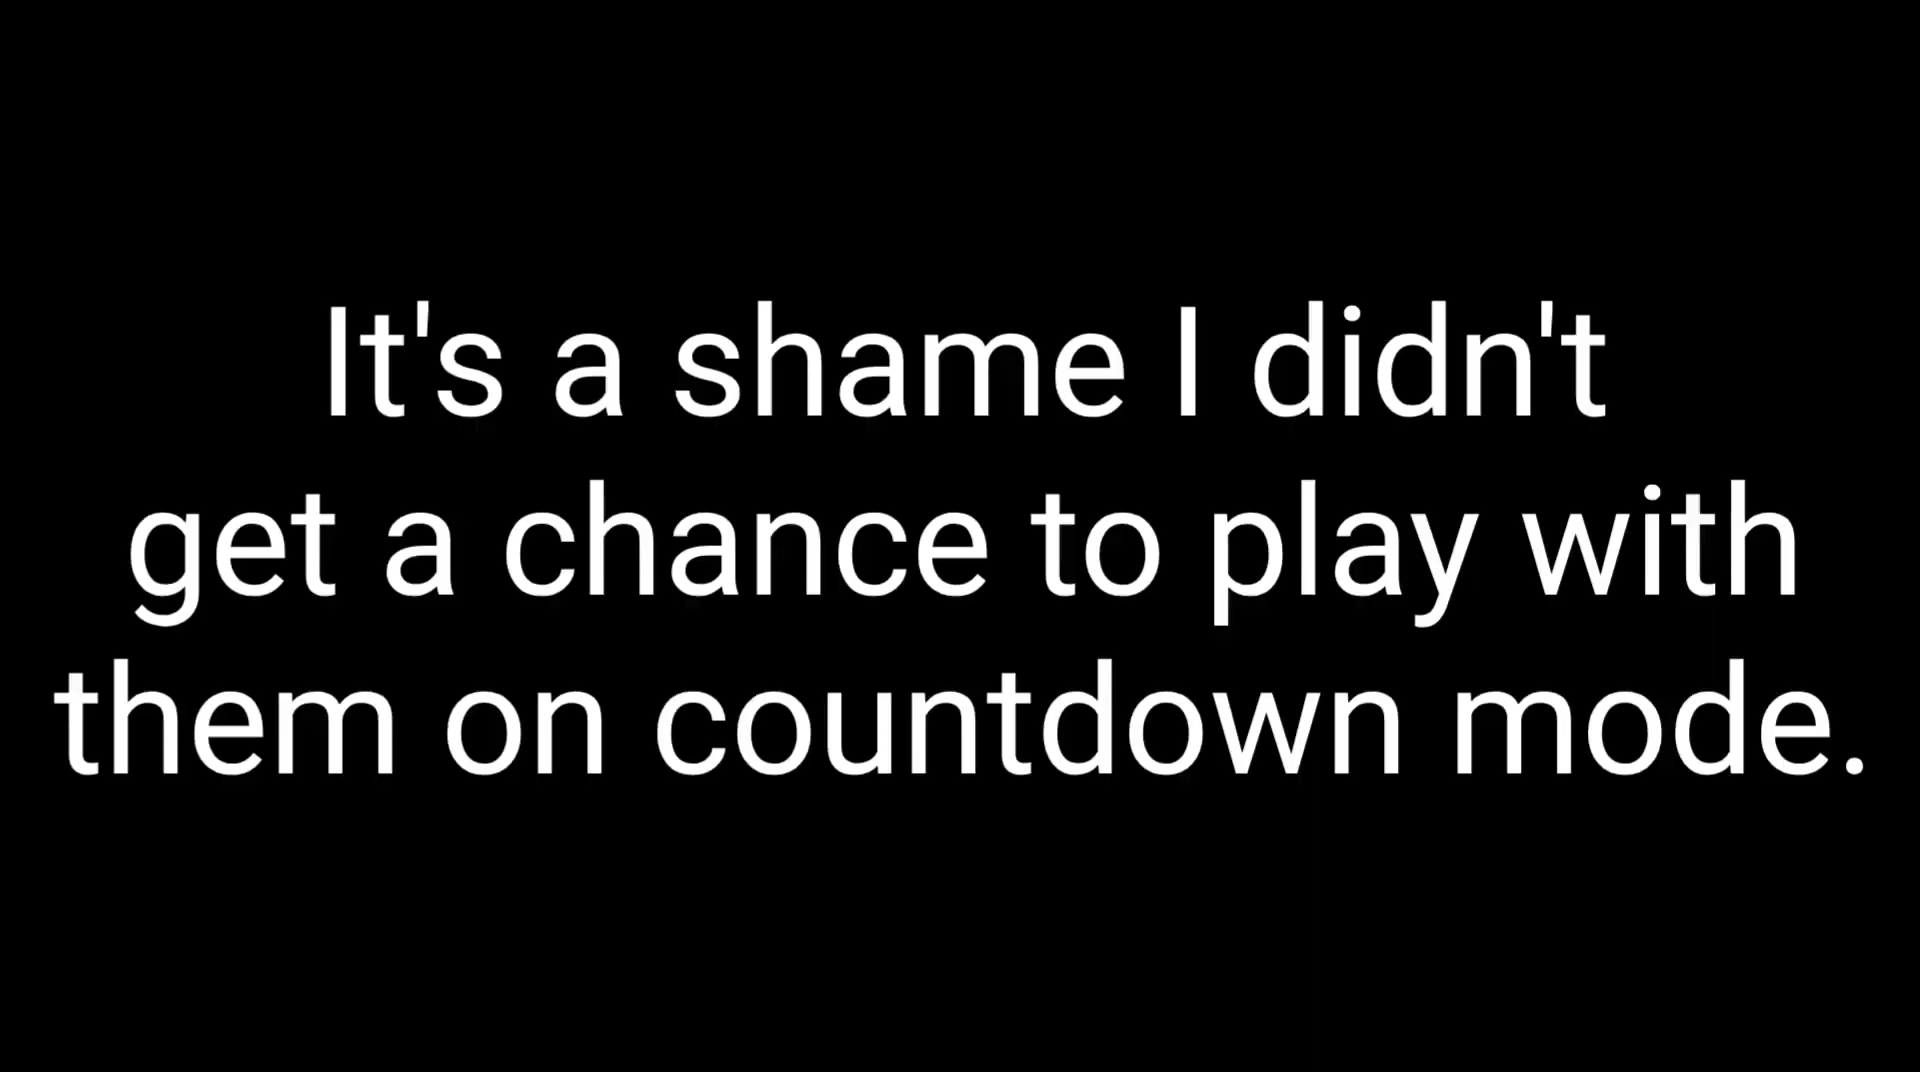 It's a shame I didn't
get a chance to play with
them on countdown mode.